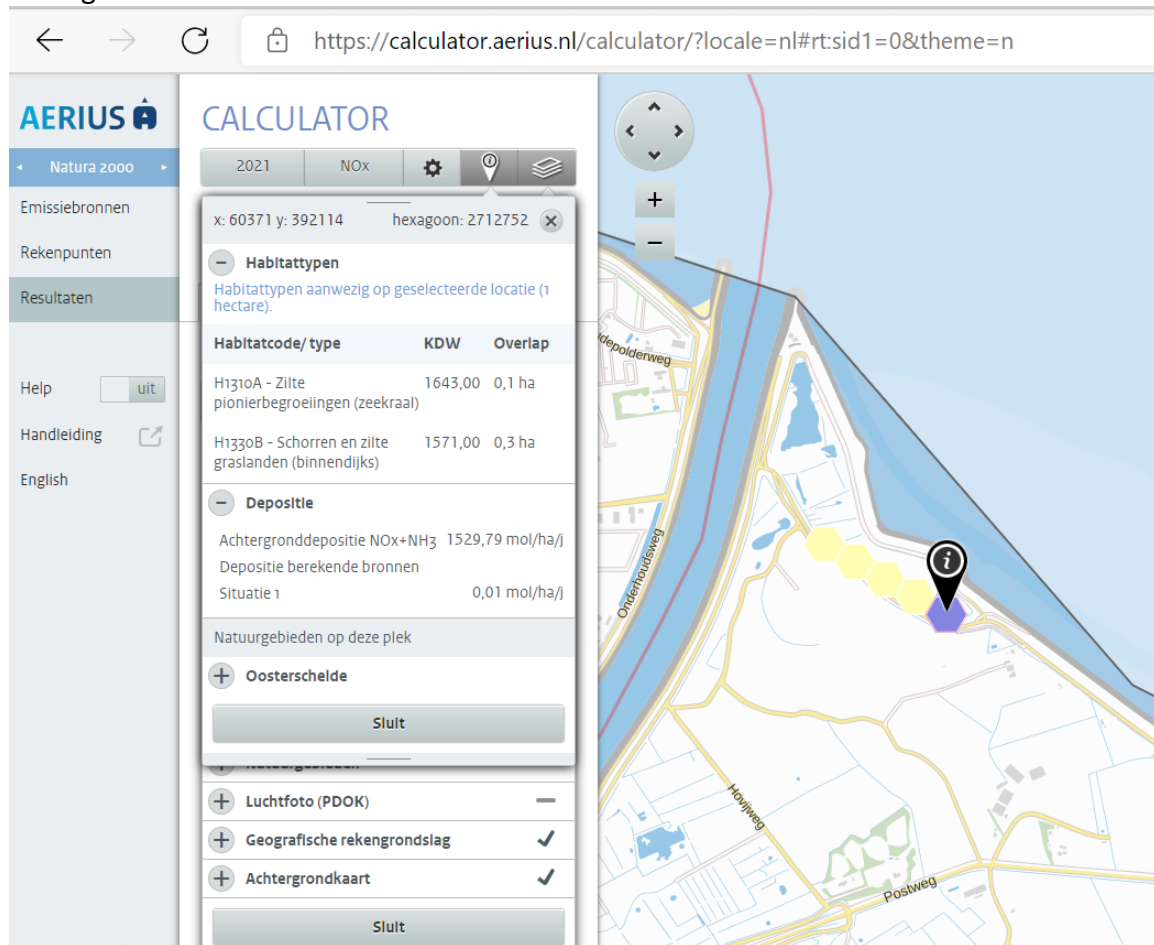 https://calculator.aerius.nl/calculator/?locale=nl#rt:sid1=0&theme=n
AERIUS
Natura 2000
Emissiebronnen
Rekenpunten
Resultaten
Help uit
Handleiding
English
CALCULATOR
2021 NOx
x: 60371 y: 392114 hexagoon: 2712752
Habitattypen
Habitattypen aanwezig op geselecteerde locatie (1
hectare).
Habitatcode/ type KDW Overlap
H1310A - Zilte 1643,00 0,1 ha
pionierbegroeiingen (zeekraal)
H1330B - Schorren en zilte 1571,00 0,3 ha
graslanden (binnendijks)
Depositie
Achtergronddepositie NOx+NH3 1529,79 mol/ha/j
Depositie berekende bronnen
Situatie 1 0,01 mol/ha/j
Natuurgebieden op deze plek
Oosterschelde
Sluit
Luchtfoto (PDOK)
Geografische rekengrondslag
Achtergrondkaart
Sluit
Onderhoudsweg
Hovijweg
Postweg